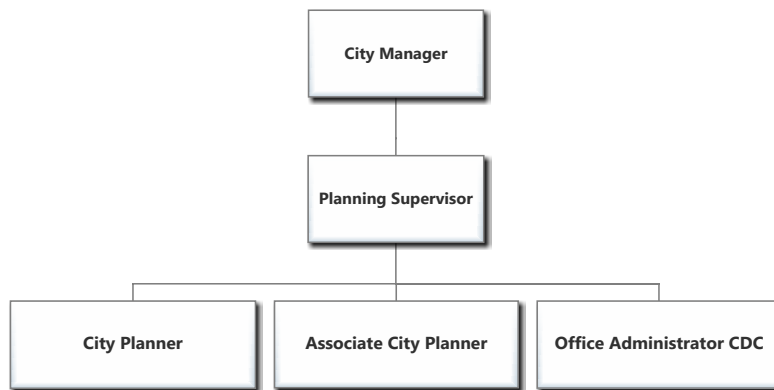 City Manager
Planning Supervisor
City Planner
Associate City Planner
Office Administrator CDC